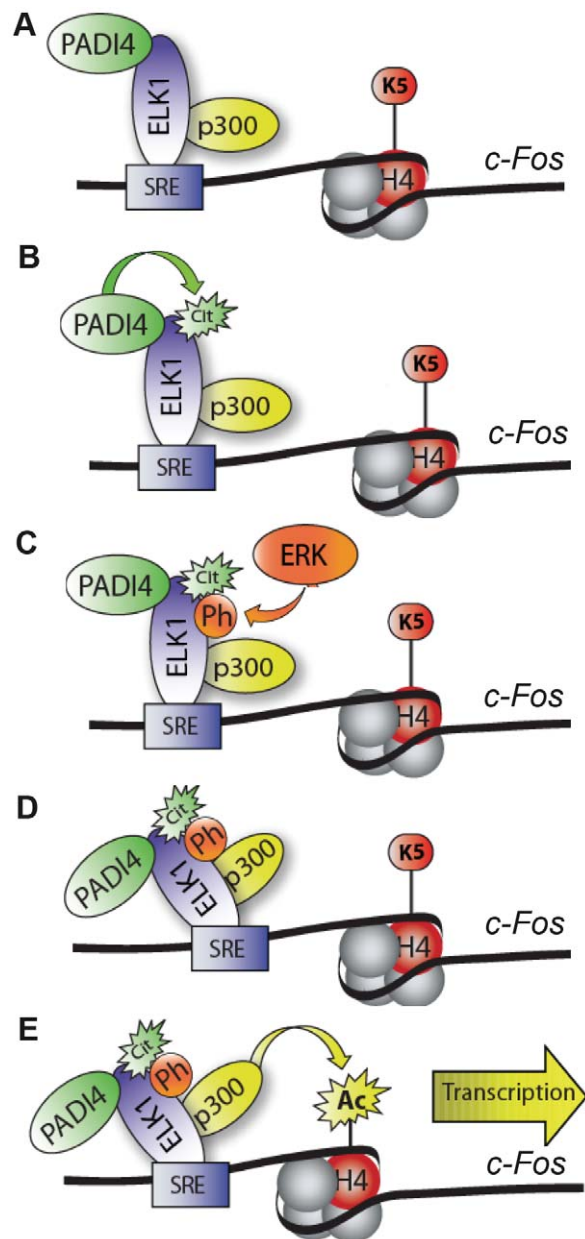 A
PADI4
ELK1
p300
SRE
K5
H4
c-Fos
B
PADI4
Cit
ELK1
p300
SRE
K5
H4
c-Fos
C
PADI4
Cit
ERK
Ph
ELK1
p300
SRE
K5
H4
c-Fos
D
PADI4
Cit
Ph
ELK1
p300
SRE
K5
H4
c-Fos
E
PADI4
Cit
Ph
ELK1
p300
SRE
Ac
H4
Transcription
c-Fos